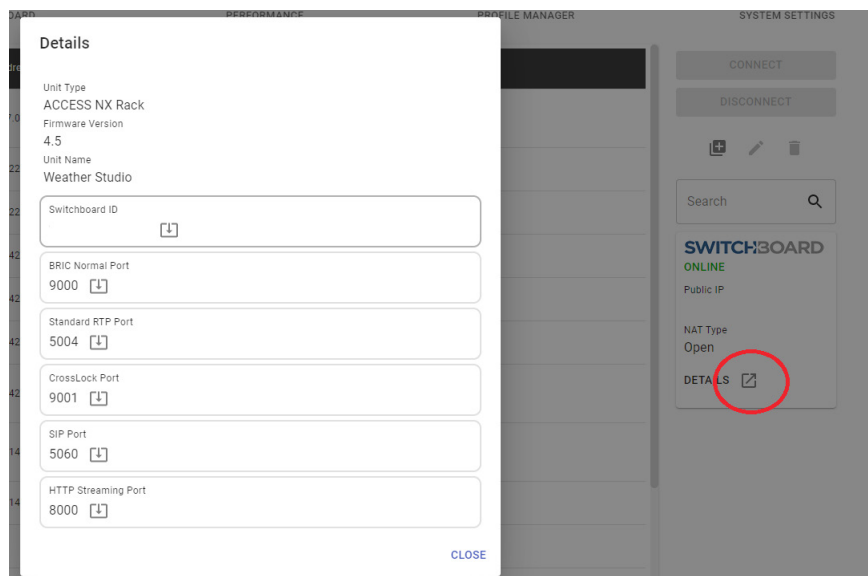 PERFORMANCE
PROFILE MANAGER
SYSTEM SETTINGS
Details
Unit Type
ACCESS NX Rack
Firmware Version
4.5
Unit Name
Weather Studio
Switchboard ID
BRIC Normal Port
9000
Standard RTP Port
5004
CrossLock Port
9001
SIP Port
5060
HTTP Streaming Port
8000
CLOSE
CONNECT
DISCONNECT
Search
SWITCHBOARD
ONLINE
Public IP
NAT Type
Open
DETAILS